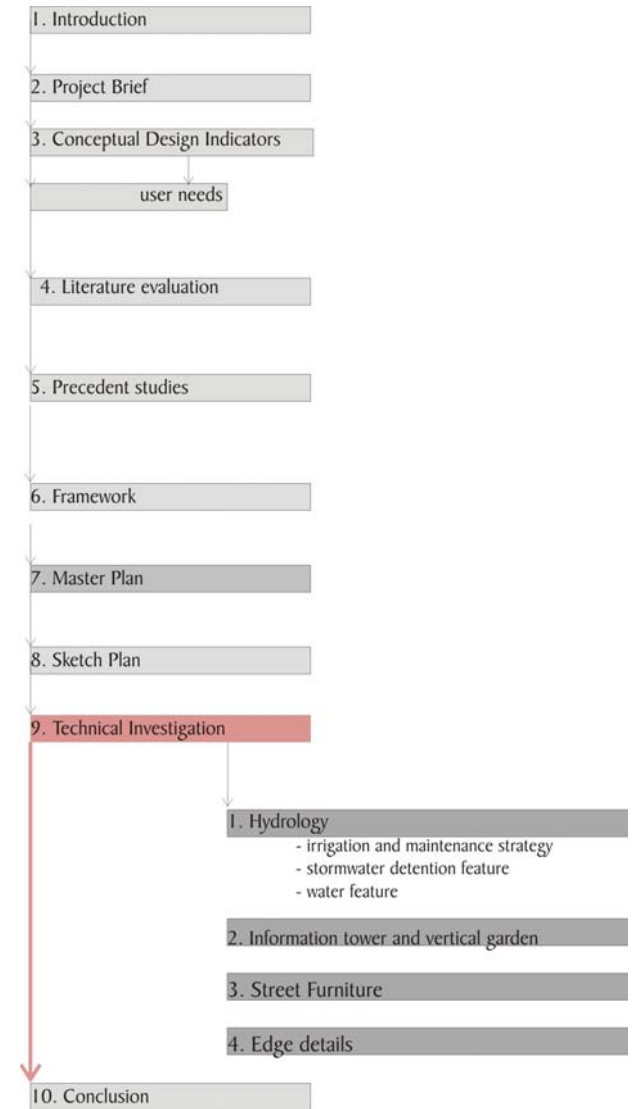 1. Introduction
2. Project Brief
3. Conceptual Design Indicators
user needs
4. Literature evaluation
5. Precedent studies
6. Framework
7. Master Plan
8. Sketch Plan
9. Technical Investigation
1. Hydrology
- irrigation and maintenance strategy
- stormwater detention feature
- water feature
2. Information tower and vertical garden
3. Street Furniture
4. Edge details
10. Conclusion